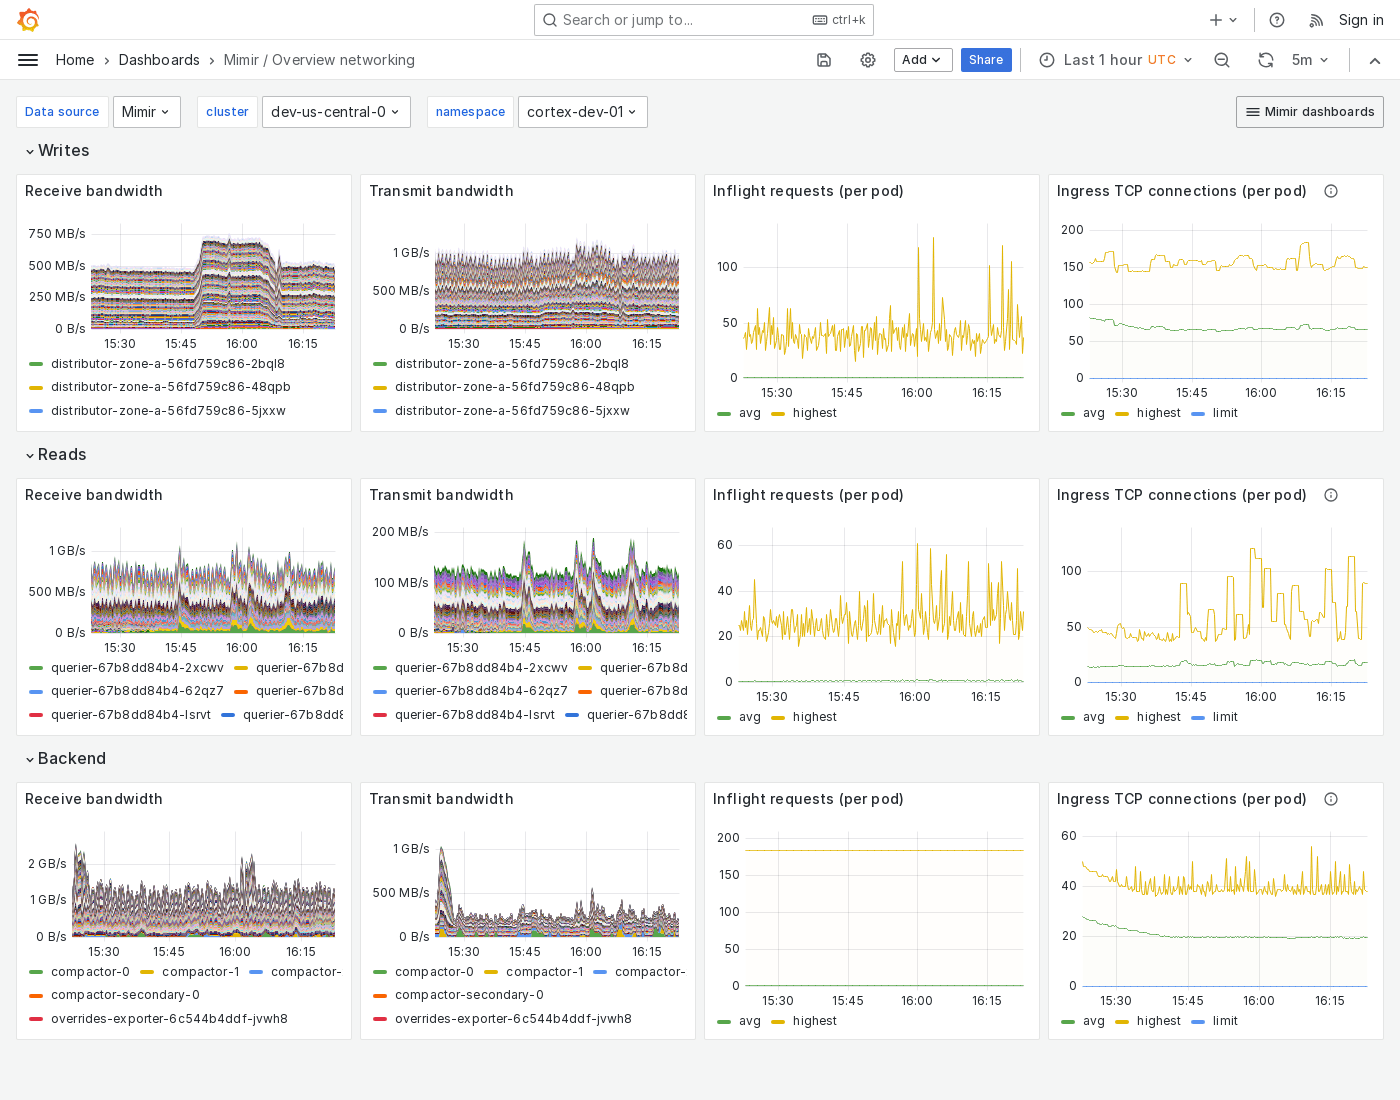 Search or jump to...
ctrl+k
Sign in
Home
Dashboards
Mimir / Overview networking
Add
Share
Last 1 hour UTC
5m
Data source
Mimir
cluster
dev-us-central-0
namespace
cortex-dev-01
Mimir dashboards
Writes
Receive bandwidth
750 MB/s
500 MB/s
250 MB/s
0 B/s
15:30 15:45 16:00 16:15
distributor-zone-a-56fd759c86-2bql8
distributor-zone-a-56fd759c86-48qpb
distributor-zone-a-56fd759c86-5jxxw
Transmit bandwidth
1 GB/s
500 MB/s
0 B/s
15:30 15:45 16:00 16:15
distributor-zone-a-56fd759c86-2bql8
distributor-zone-a-56fd759c86-48qpb
distributor-zone-a-56fd759c86-5jxxw
Inflight requests (per pod)
100
50
0
15:30 15:45 16:00 16:15
avg highest
Ingress TCP connections (per pod)
200
150
100
50
0
15:30 15:45 16:00 16:15
avg highest limit
Reads
Receive bandwidth
1 GB/s
500 MB/s
0 B/s
15:30 15:45 16:00 16:15
querier-67b8dd84b4-2xcwv querier-67b8d
querier-67b8dd84b4-62qz7 querier-67b8d
querier-67b8dd84b4-lsrvt querier-67b8dd8
Transmit bandwidth
200 MB/s
100 MB/s
0 B/s
15:30 15:45 16:00 16:15
querier-67b8dd84b4-2xcwv querier-67b8d
querier-67b8dd84b4-62qz7 querier-67b8d
querier-67b8dd84b4-lsrvt querier-67b8dd8
Inflight requests (per pod)
60
40
20
0
15:30 15:45 16:00 16:15
avg highest
Ingress TCP connections (per pod)
100
50
0
15:30 15:45 16:00 16:15
avg highest limit
Backend
Receive bandwidth
2 GB/s
1 GB/s
0 B/s
15:30 15:45 16:00 16:15
compactor-0 compactor-1 compactor-
compactor-secondary-0
overrides-exporter-6c544b4ddf-jvwh8
Transmit bandwidth
1 GB/s
500 MB/s
0 B/s
15:30 15:45 16:00 16:15
compactor-0 compactor-1 compactor-
compactor-secondary-0
overrides-exporter-6c544b4ddf-jvwh8
Inflight requests (per pod)
200
150
100
50
0
15:30 15:45 16:00 16:15
avg highest
Ingress TCP connections (per pod)
60
40
20
0
15:30 15:45 16:00 16:15
avg highest limit